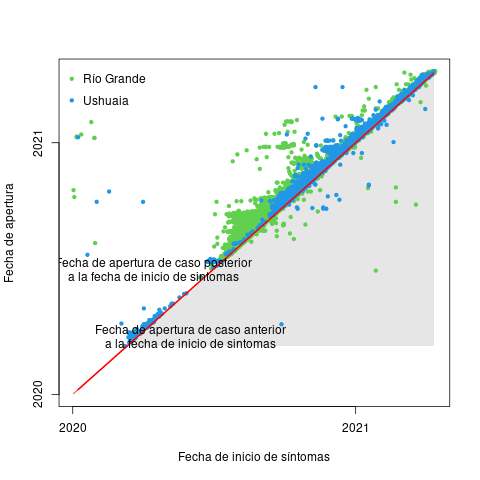 Río Grande
Ushuaia
2021
Fecha de apertura
Fecha de apertura de caso posterior
a la fecha de inicio de síntomas
Fecha de apertura de caso anterior
a la fecha de inicio de síntomas
2020
2020
2021
Fecha de inicio de síntomas